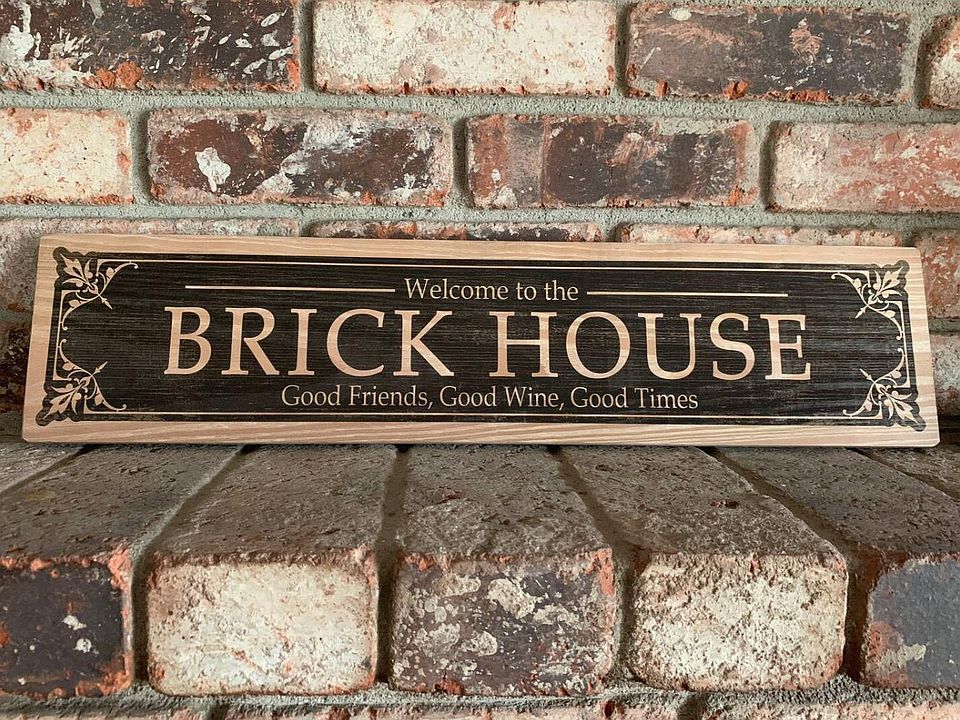 Welcome to the
BRICK HOUSE
Good Friends, Good Wine, Good Times